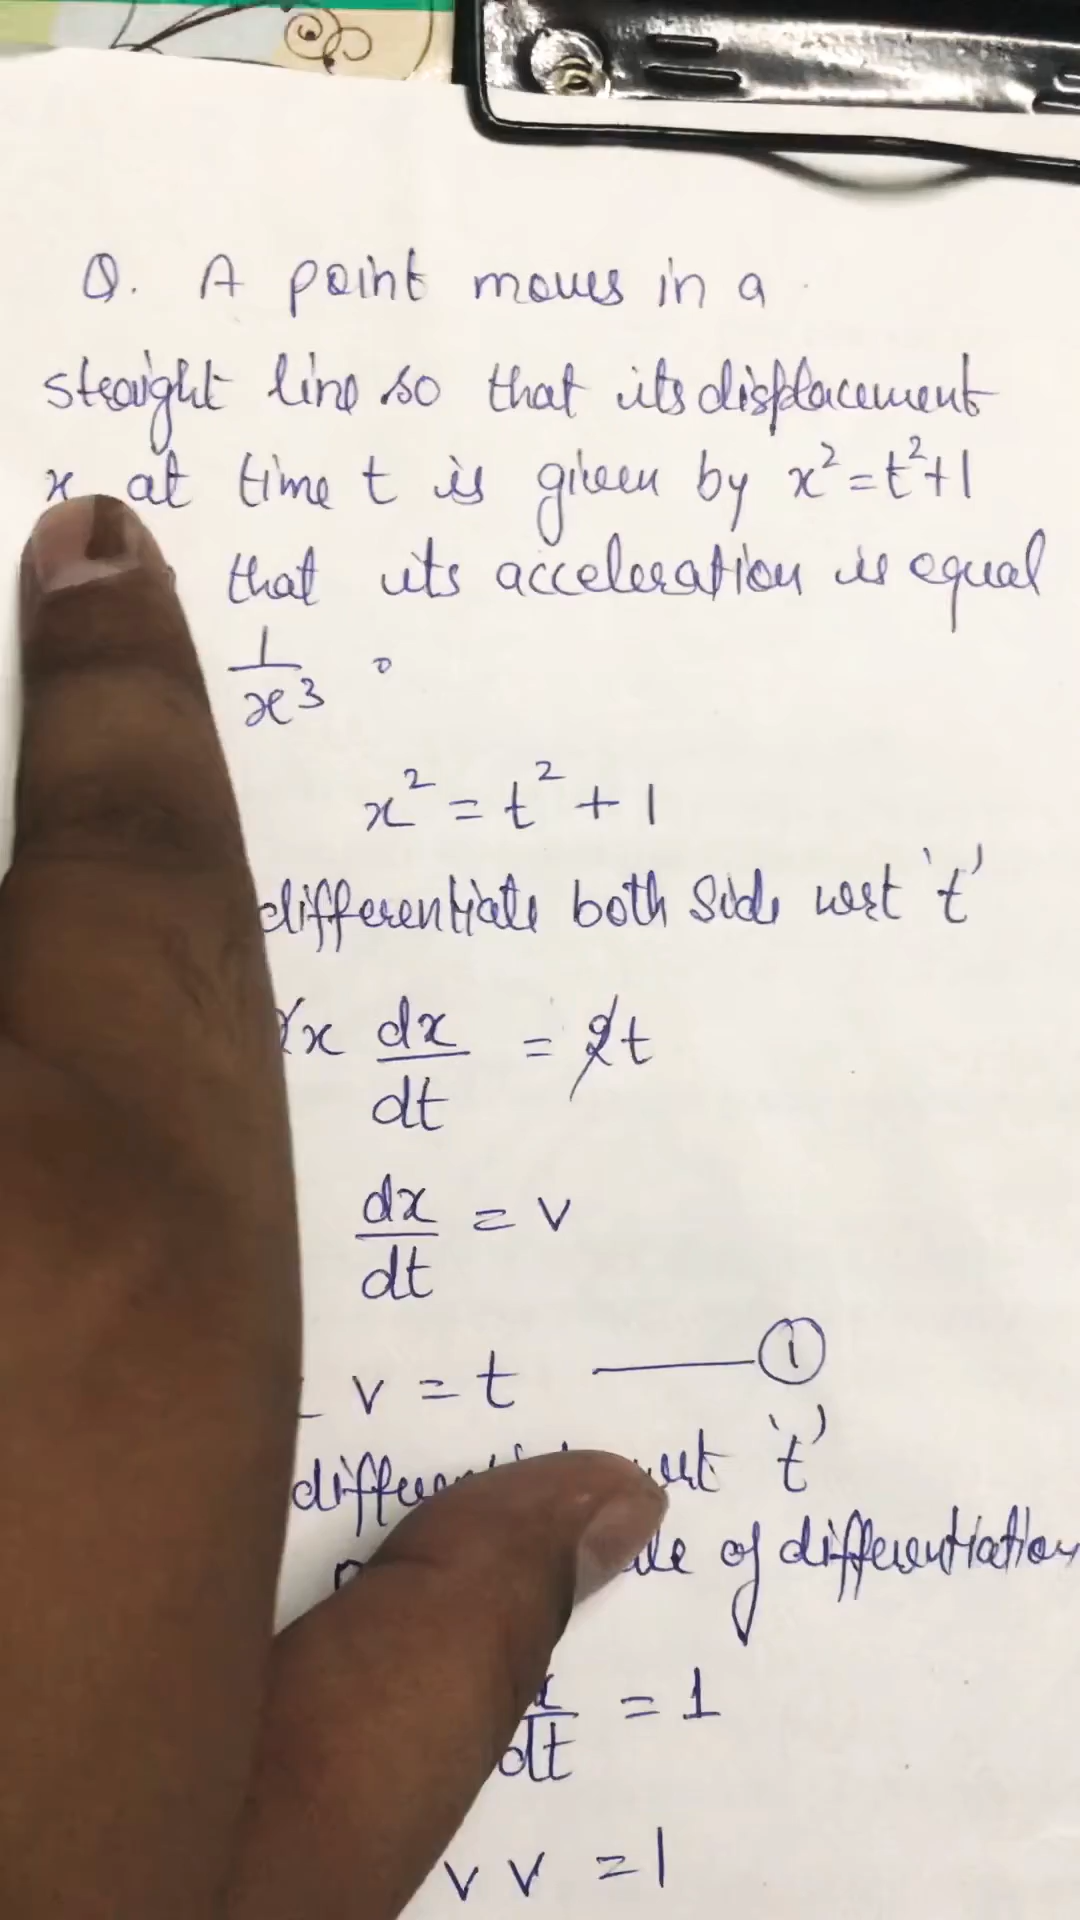 Q. A point moves in a
straight line so that its displacement
x at time t is given by x² = t² + 1
that its acceleration is equal
1/x³ .
x² = t² + 1
differentiate both side wrt 't'
x dx/dt = 2t
dx/dt = v
v = t —— ①
wrt 't'
of differentiation
dt = 1
v v = 1